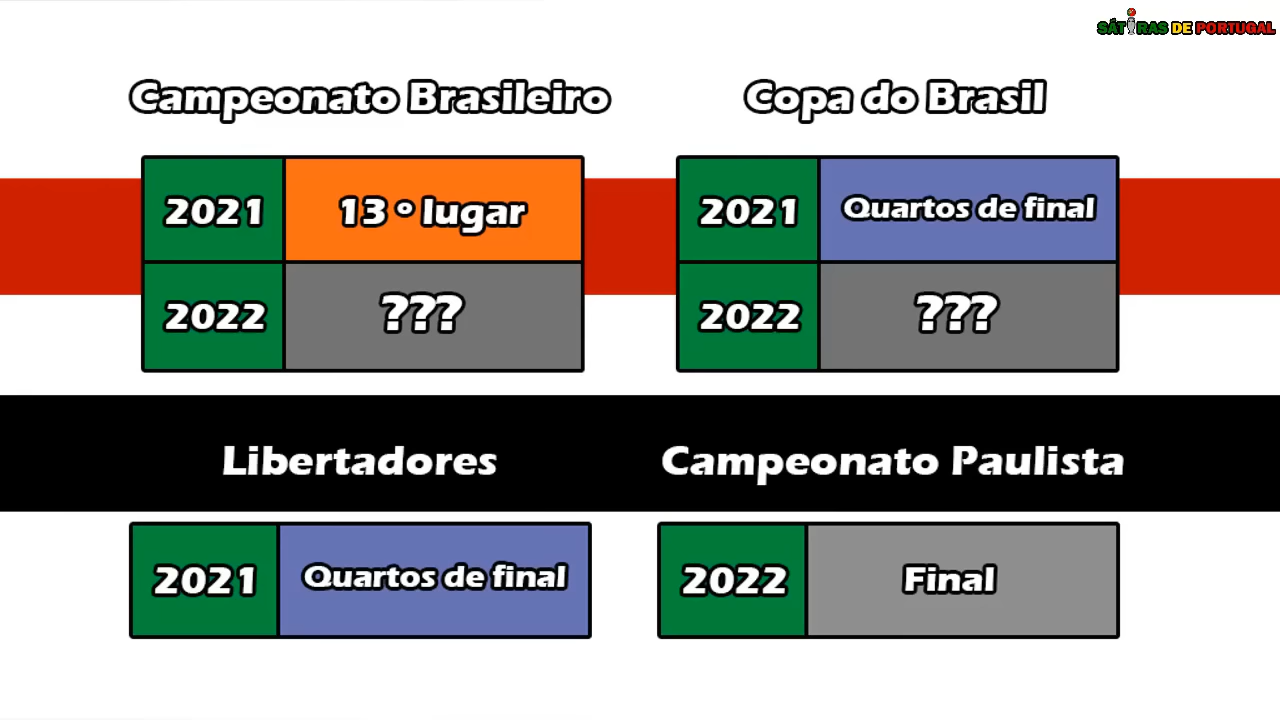 SÁTIRAS DE PORTUGAL
Campeonato Brasileiro
2021 13 º lugar
2022 ???
Copa do Brasil
2021 Quartos de final
2022 ???
Libertadores
2021 Quartos de final
Campeonato Paulista
2022 Final